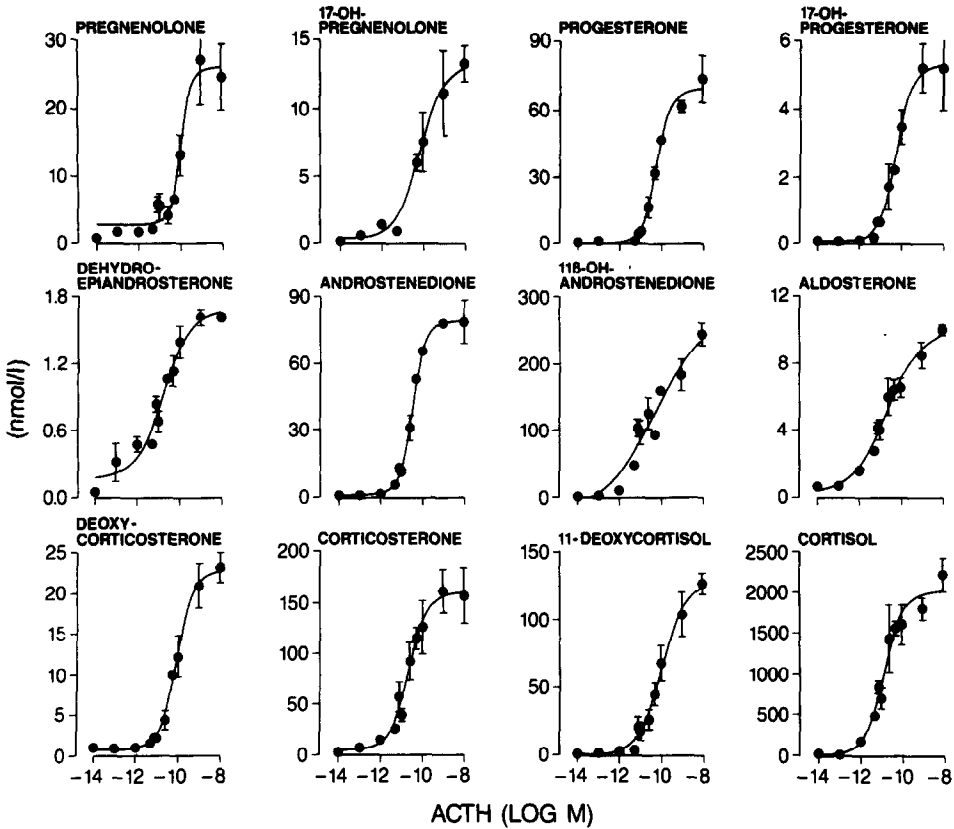 PREGNENOLONE
17-OH-
PREGNENOLONE
PROGESTERONE
17-OH-
PROGESTERONE
30
20
10
0
15
10
5
0
90
60
30
0
6
4
2
0
DEHYDRO-
EPIANDROSTERONE
ANDROSTENEDIONE
11ß-OH-
ANDROSTENEDIONE
ALDOSTERONE
(nmol/l)
1.8
1.2
0.6
0.0
90
60
30
0
300
200
100
0
12
8
4
0
DEOXY-
CORTICOSTERONE
CORTICOSTERONE
11-DEOXYCORTISOL
CORTISOL
25
20
15
10
5
0
200
150
100
50
0
150
100
50
0
2500
2000
1500
1000
500
0
-14 -12 -10 -8
-14 -12 -10 -8
-14 -12 -10 -8
-14 -12 -10 -8
ACTH (LOG M)